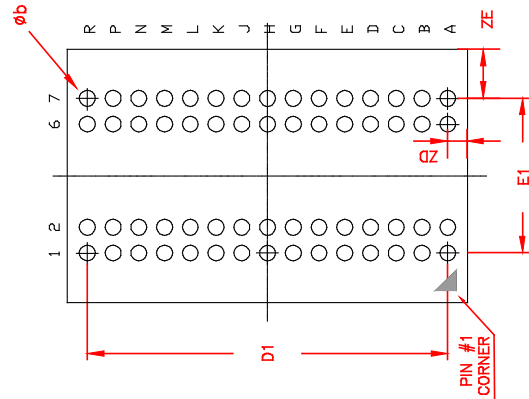 øb
R P N M L K J H G F E D C B A
ZE
7
6
ZD
E1
2
1
D1
PIN #1
CORNER